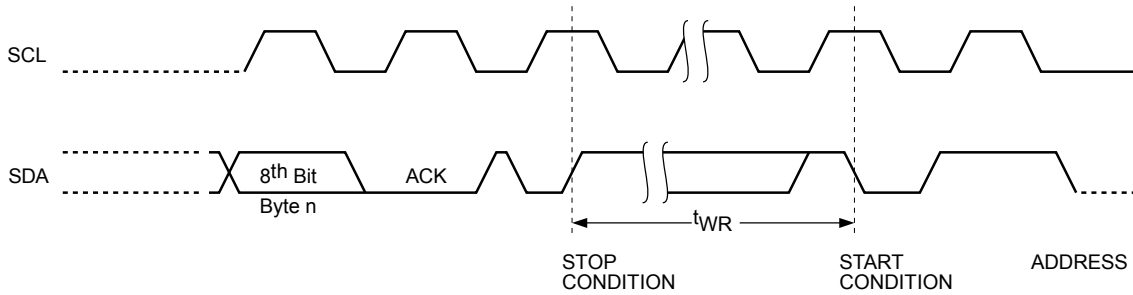 SCL
SDA
8th Bit
Byte n
ACK
tWR
STOP
CONDITION
START
CONDITION
ADDRESS